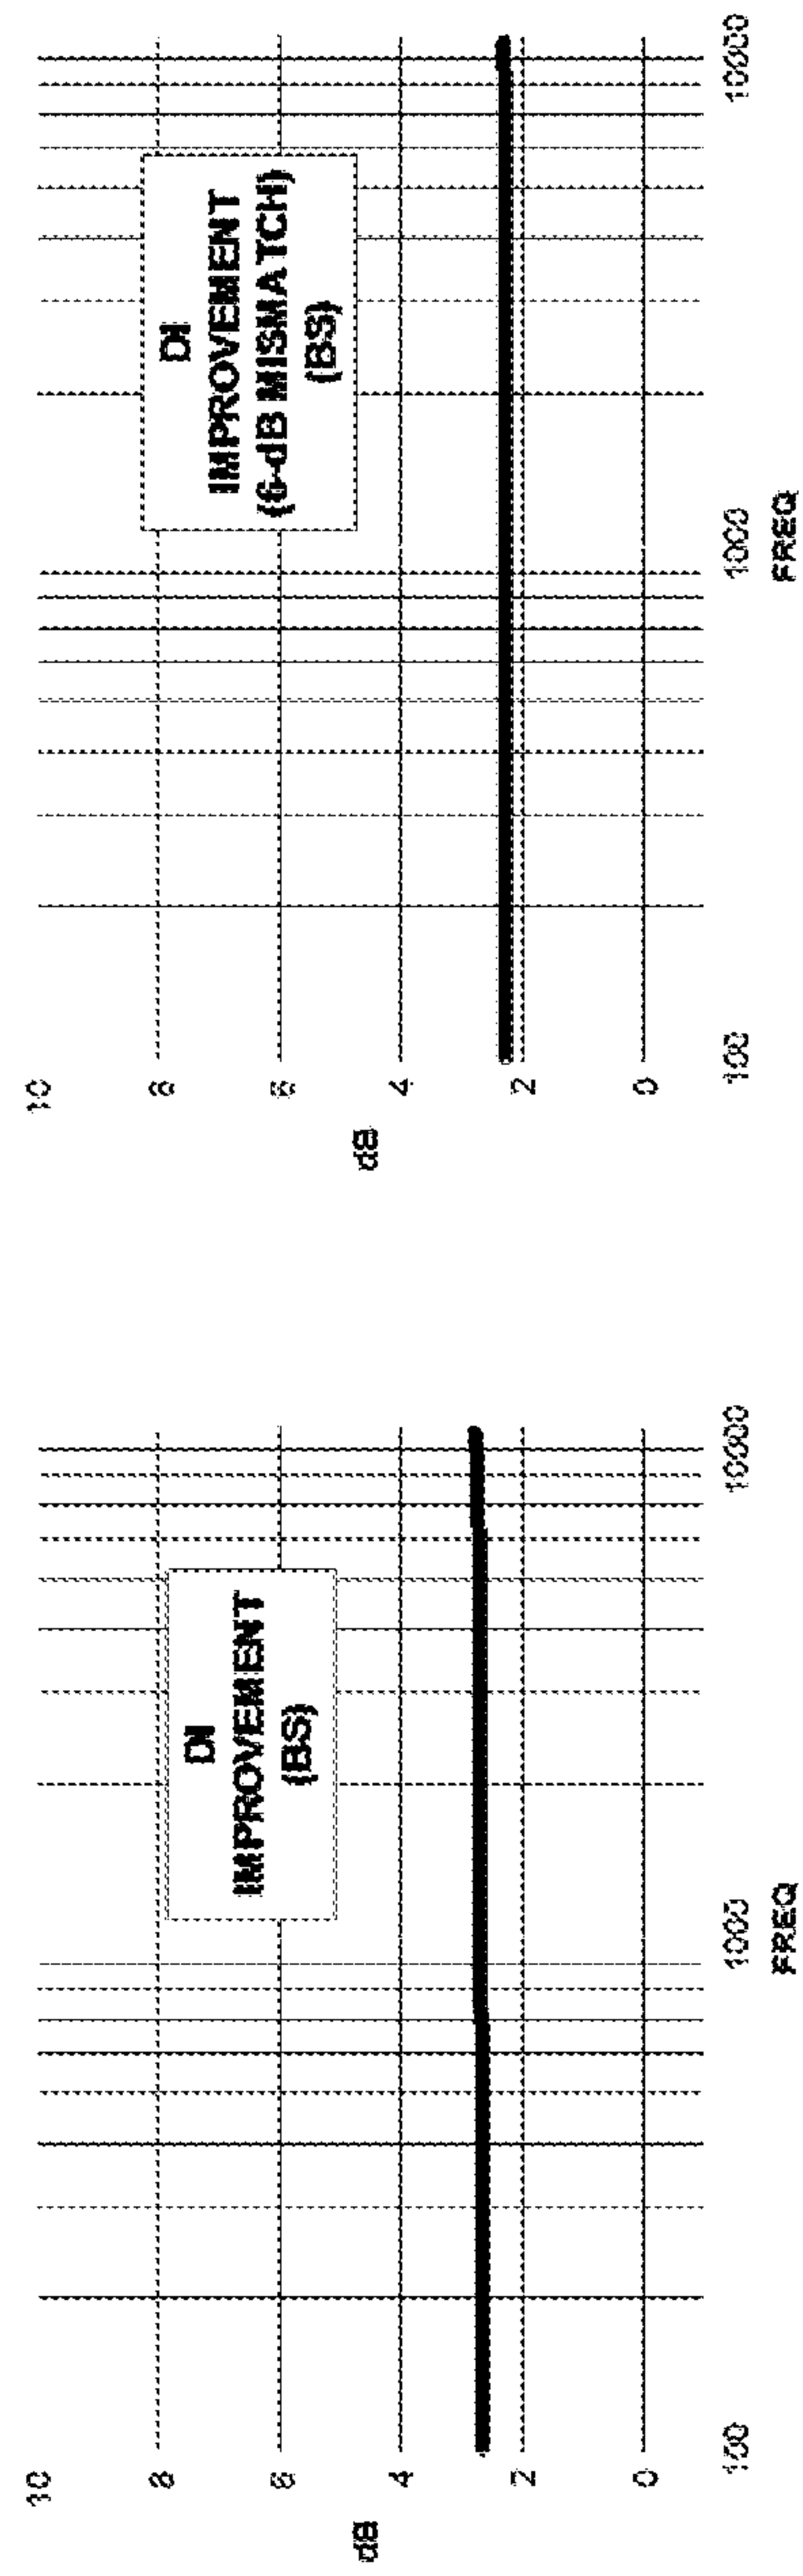 10
8
6
4
2
0
dB
DI
IMPROVEMENT
(BS)
100
1000
10000
FREQ
10
8
6
4
2
0
dB
DI
IMPROVEMENT
(6-dB MISMATCH)
(BS)
100
1000
10000
FREQ